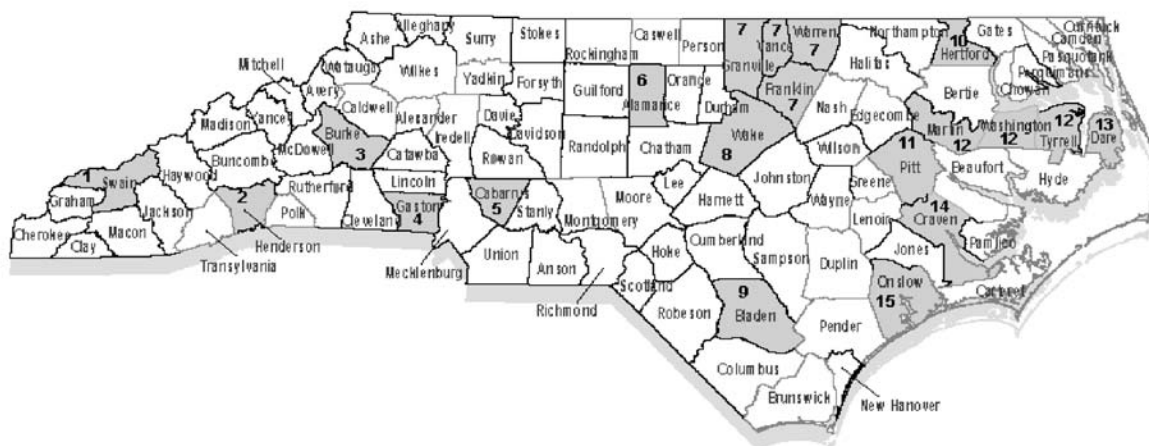 Alleghany
Ashe
Surry
Stokes
Rockingham
Caswell
Person
7
Granville
7
Vance
Warren
7
Northampton
10
Hertford
Gates
Camden
Pasquotank
Perquimans
Chowan
Mitchell
Watauga
Wilkes
Yadkin
Forsyth
Guilford
6
Alamance
Orange
Durham
Franklin
7
Halifax
Bertie
Avery
Caldwell
Alexander
Iredell
Davie
Davidson
Randolph
Chatham
Wake
8
Nash
Edgecombe
Martin
12
Washington
12
12
Tyrrell
13
Dare
Madison
Yancey
McDowell
Burke
3
Catawba
Rowan
Wilson
11
Pitt
Beaufort
Hyde
1
Swain
Haywood
Buncombe
2
Rutherford
Lincoln
Cabarrus
5
Stanly
Montgomery
Moore
Lee
Harnett
Johnston
Wayne
Greene
Lenoir
14
Craven
Pamlico
Graham
Jackson
Polk
Cleveland
Gaston
4
Cherokee
Clay
Macon
Henderson
Transylvania
Mecklenburg
Union
Anson
Richmond
Scotland
Hoke
Cumberland
Sampson
Duplin
Jones
Onslow
15
Carteret
Robeson
9
Bladen
Pender
Columbus
Brunswick
New Hanover